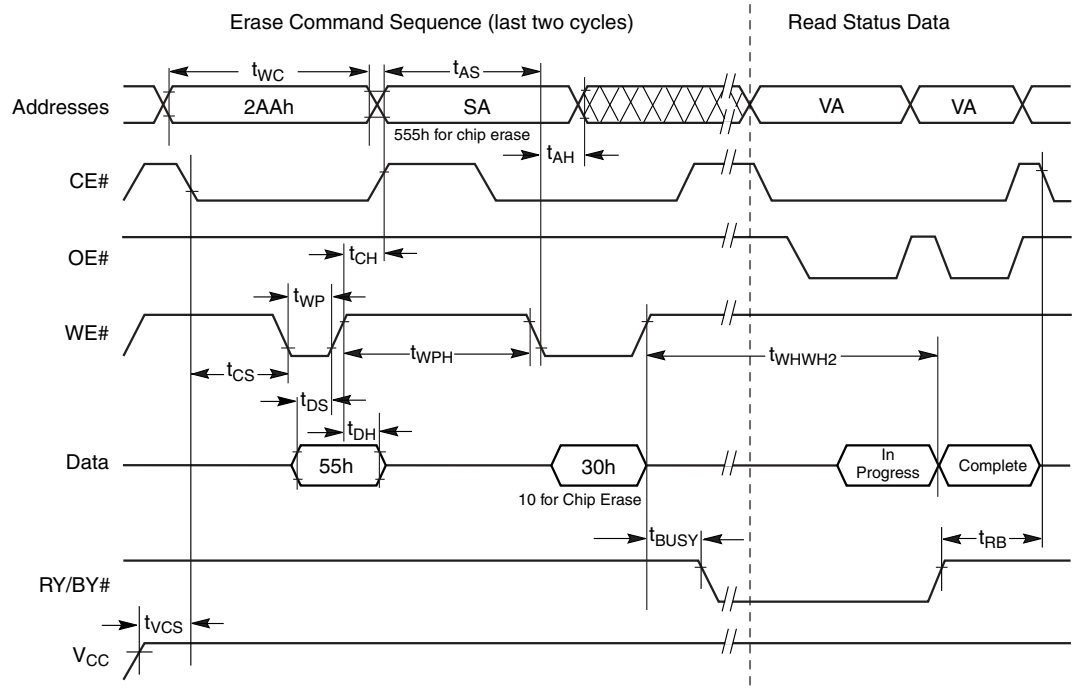 Erase Command Sequence (last two cycles) Read Status Data
tWC tAS
Addresses 2AAh SA VA VA
555h for chip erase
tAH
CE#
OE#
tCH
tWP
WE#
tWPH tWHWH2
tCS
tDS
tDH
Data 55h 30h In Progress Complete
10 for Chip Erase
tBUSY tRB
RY/BY#
tVCS
VCC